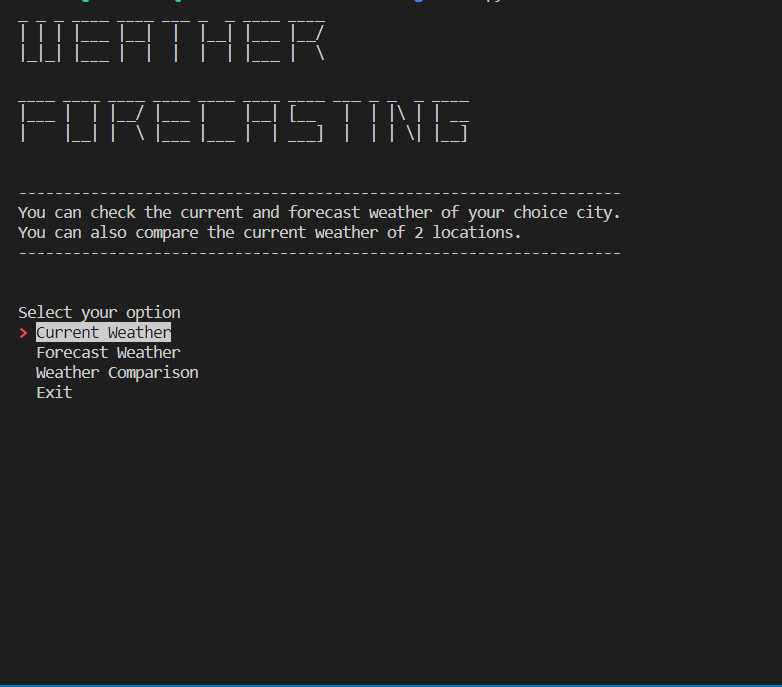 WEATHER
FORECASTING
-------------------------------------------------------------------
You can check the current and forecast weather of your choice city.
You can also compare the current weather of 2 locations.
-------------------------------------------------------------------
Select your option
> Current Weather
Forecast Weather
Weather Comparison
Exit